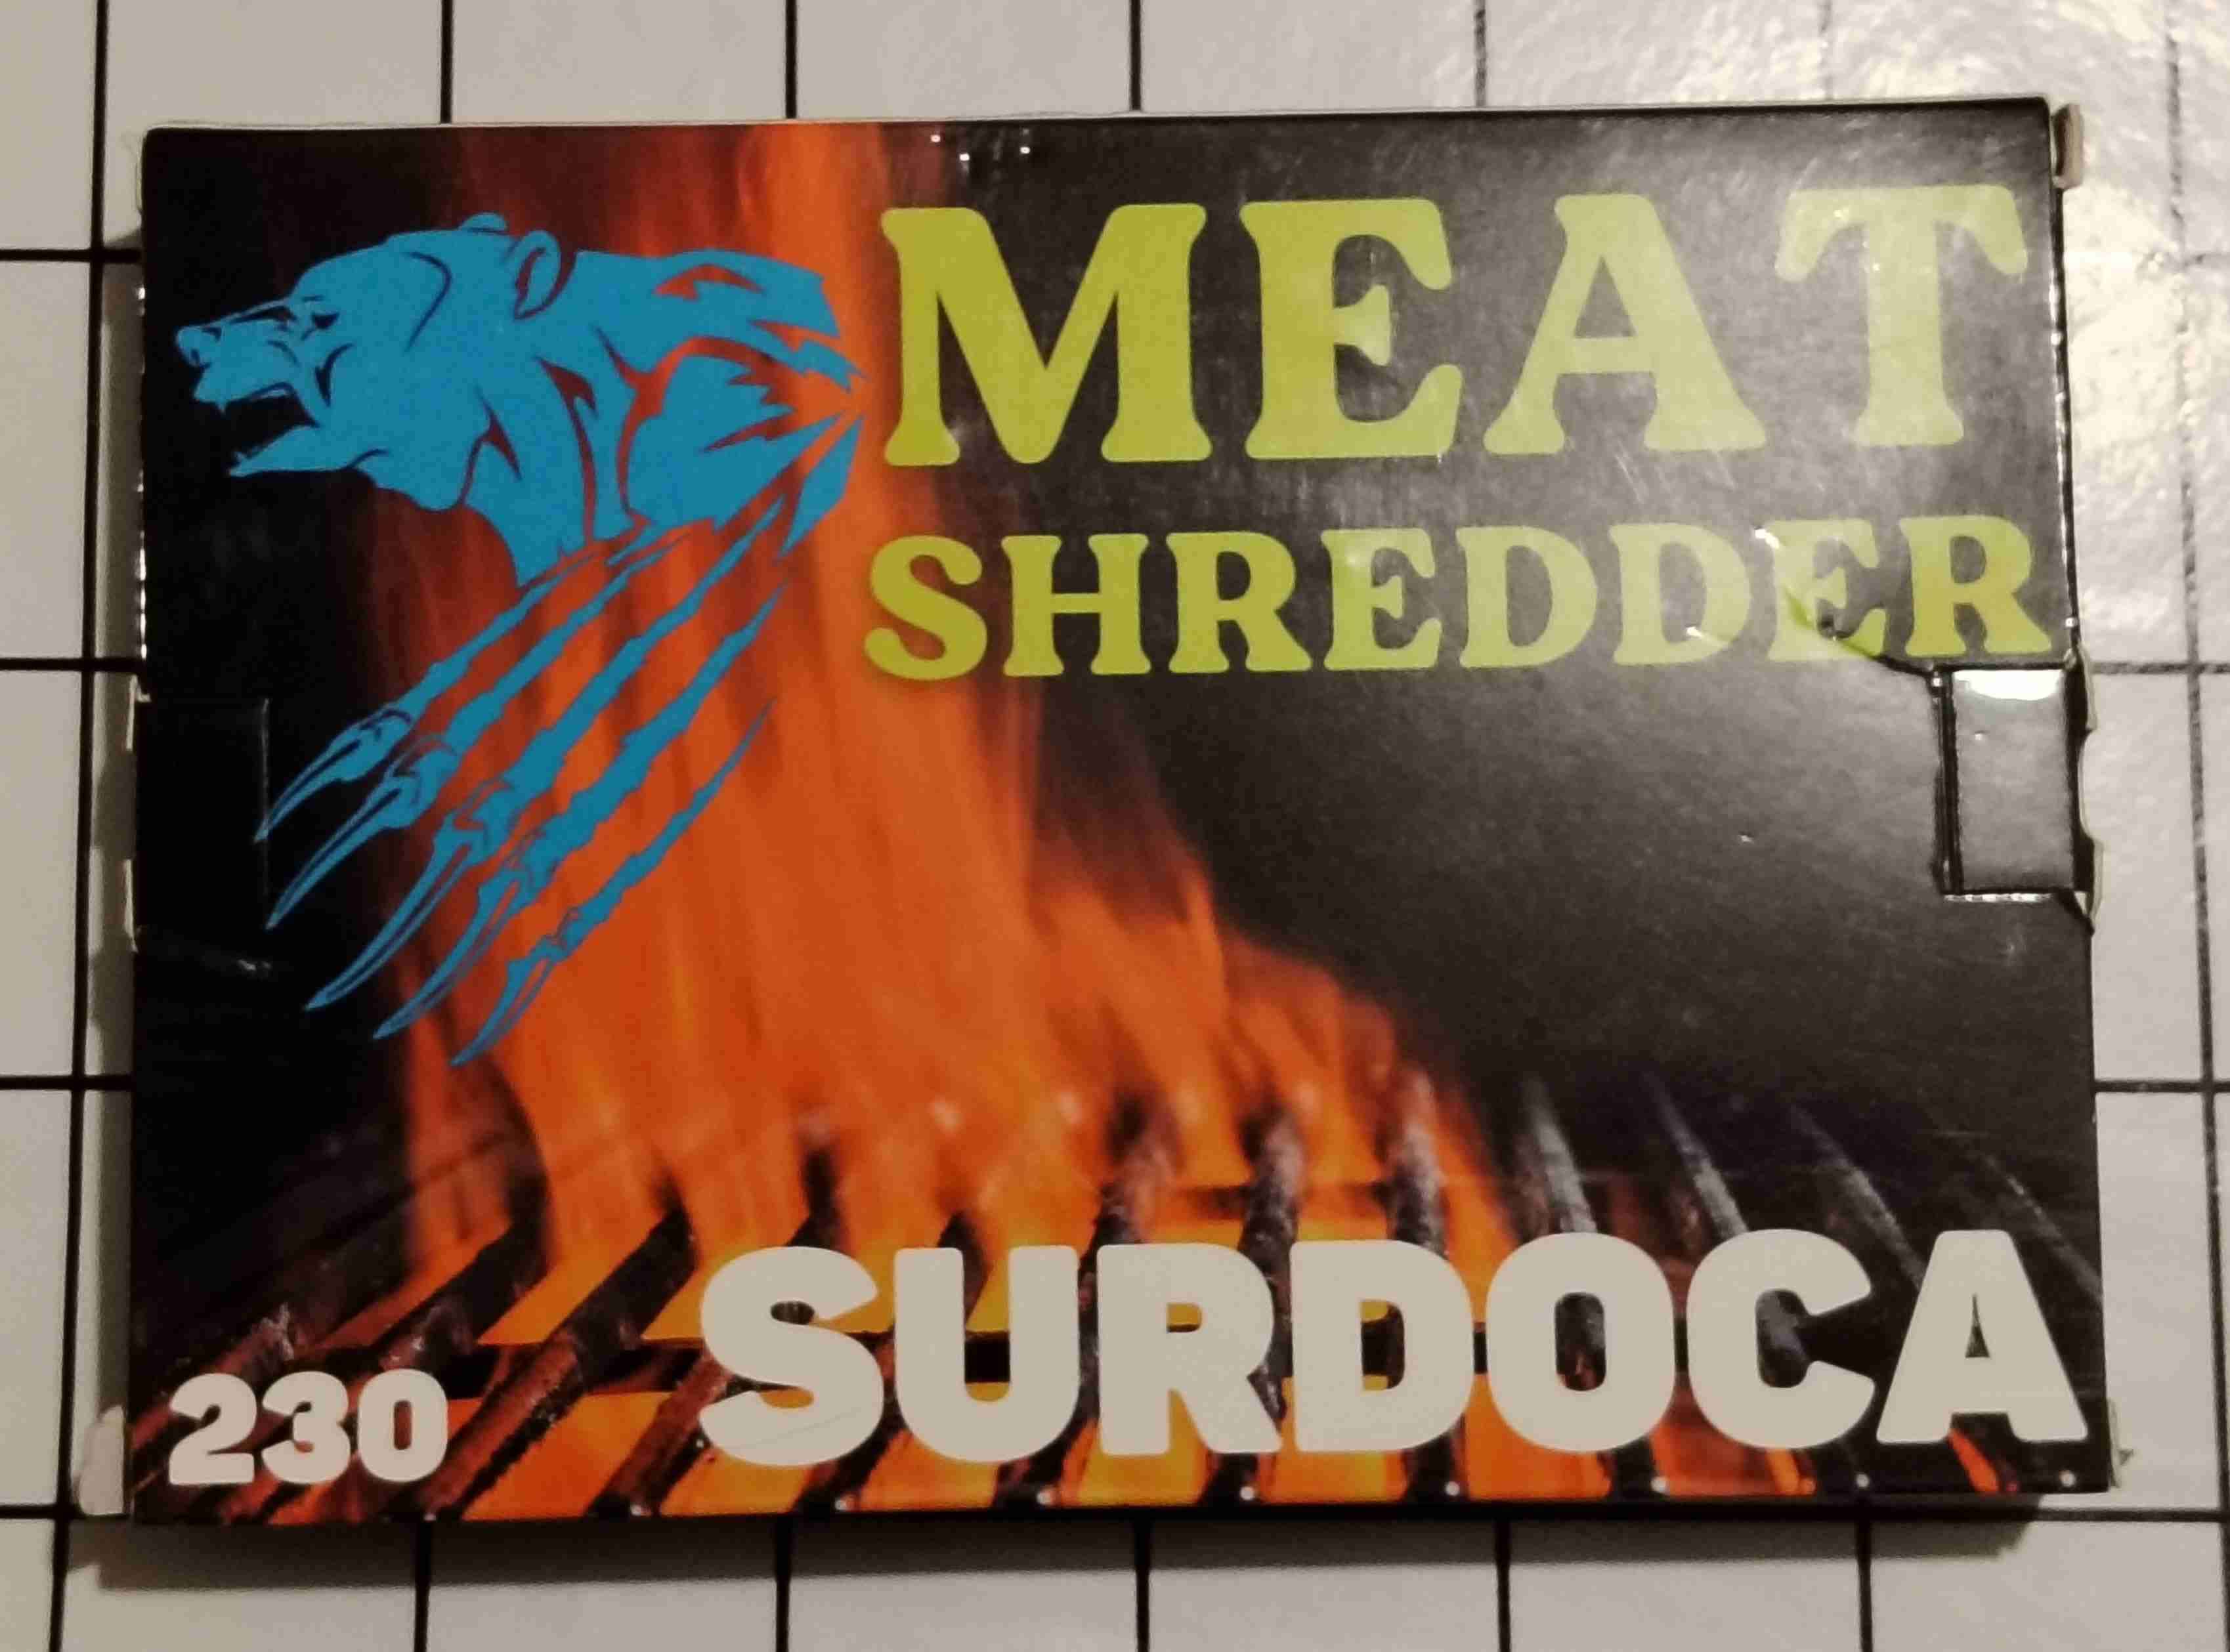 MEAT
SHREDDER
230
SURDOCA